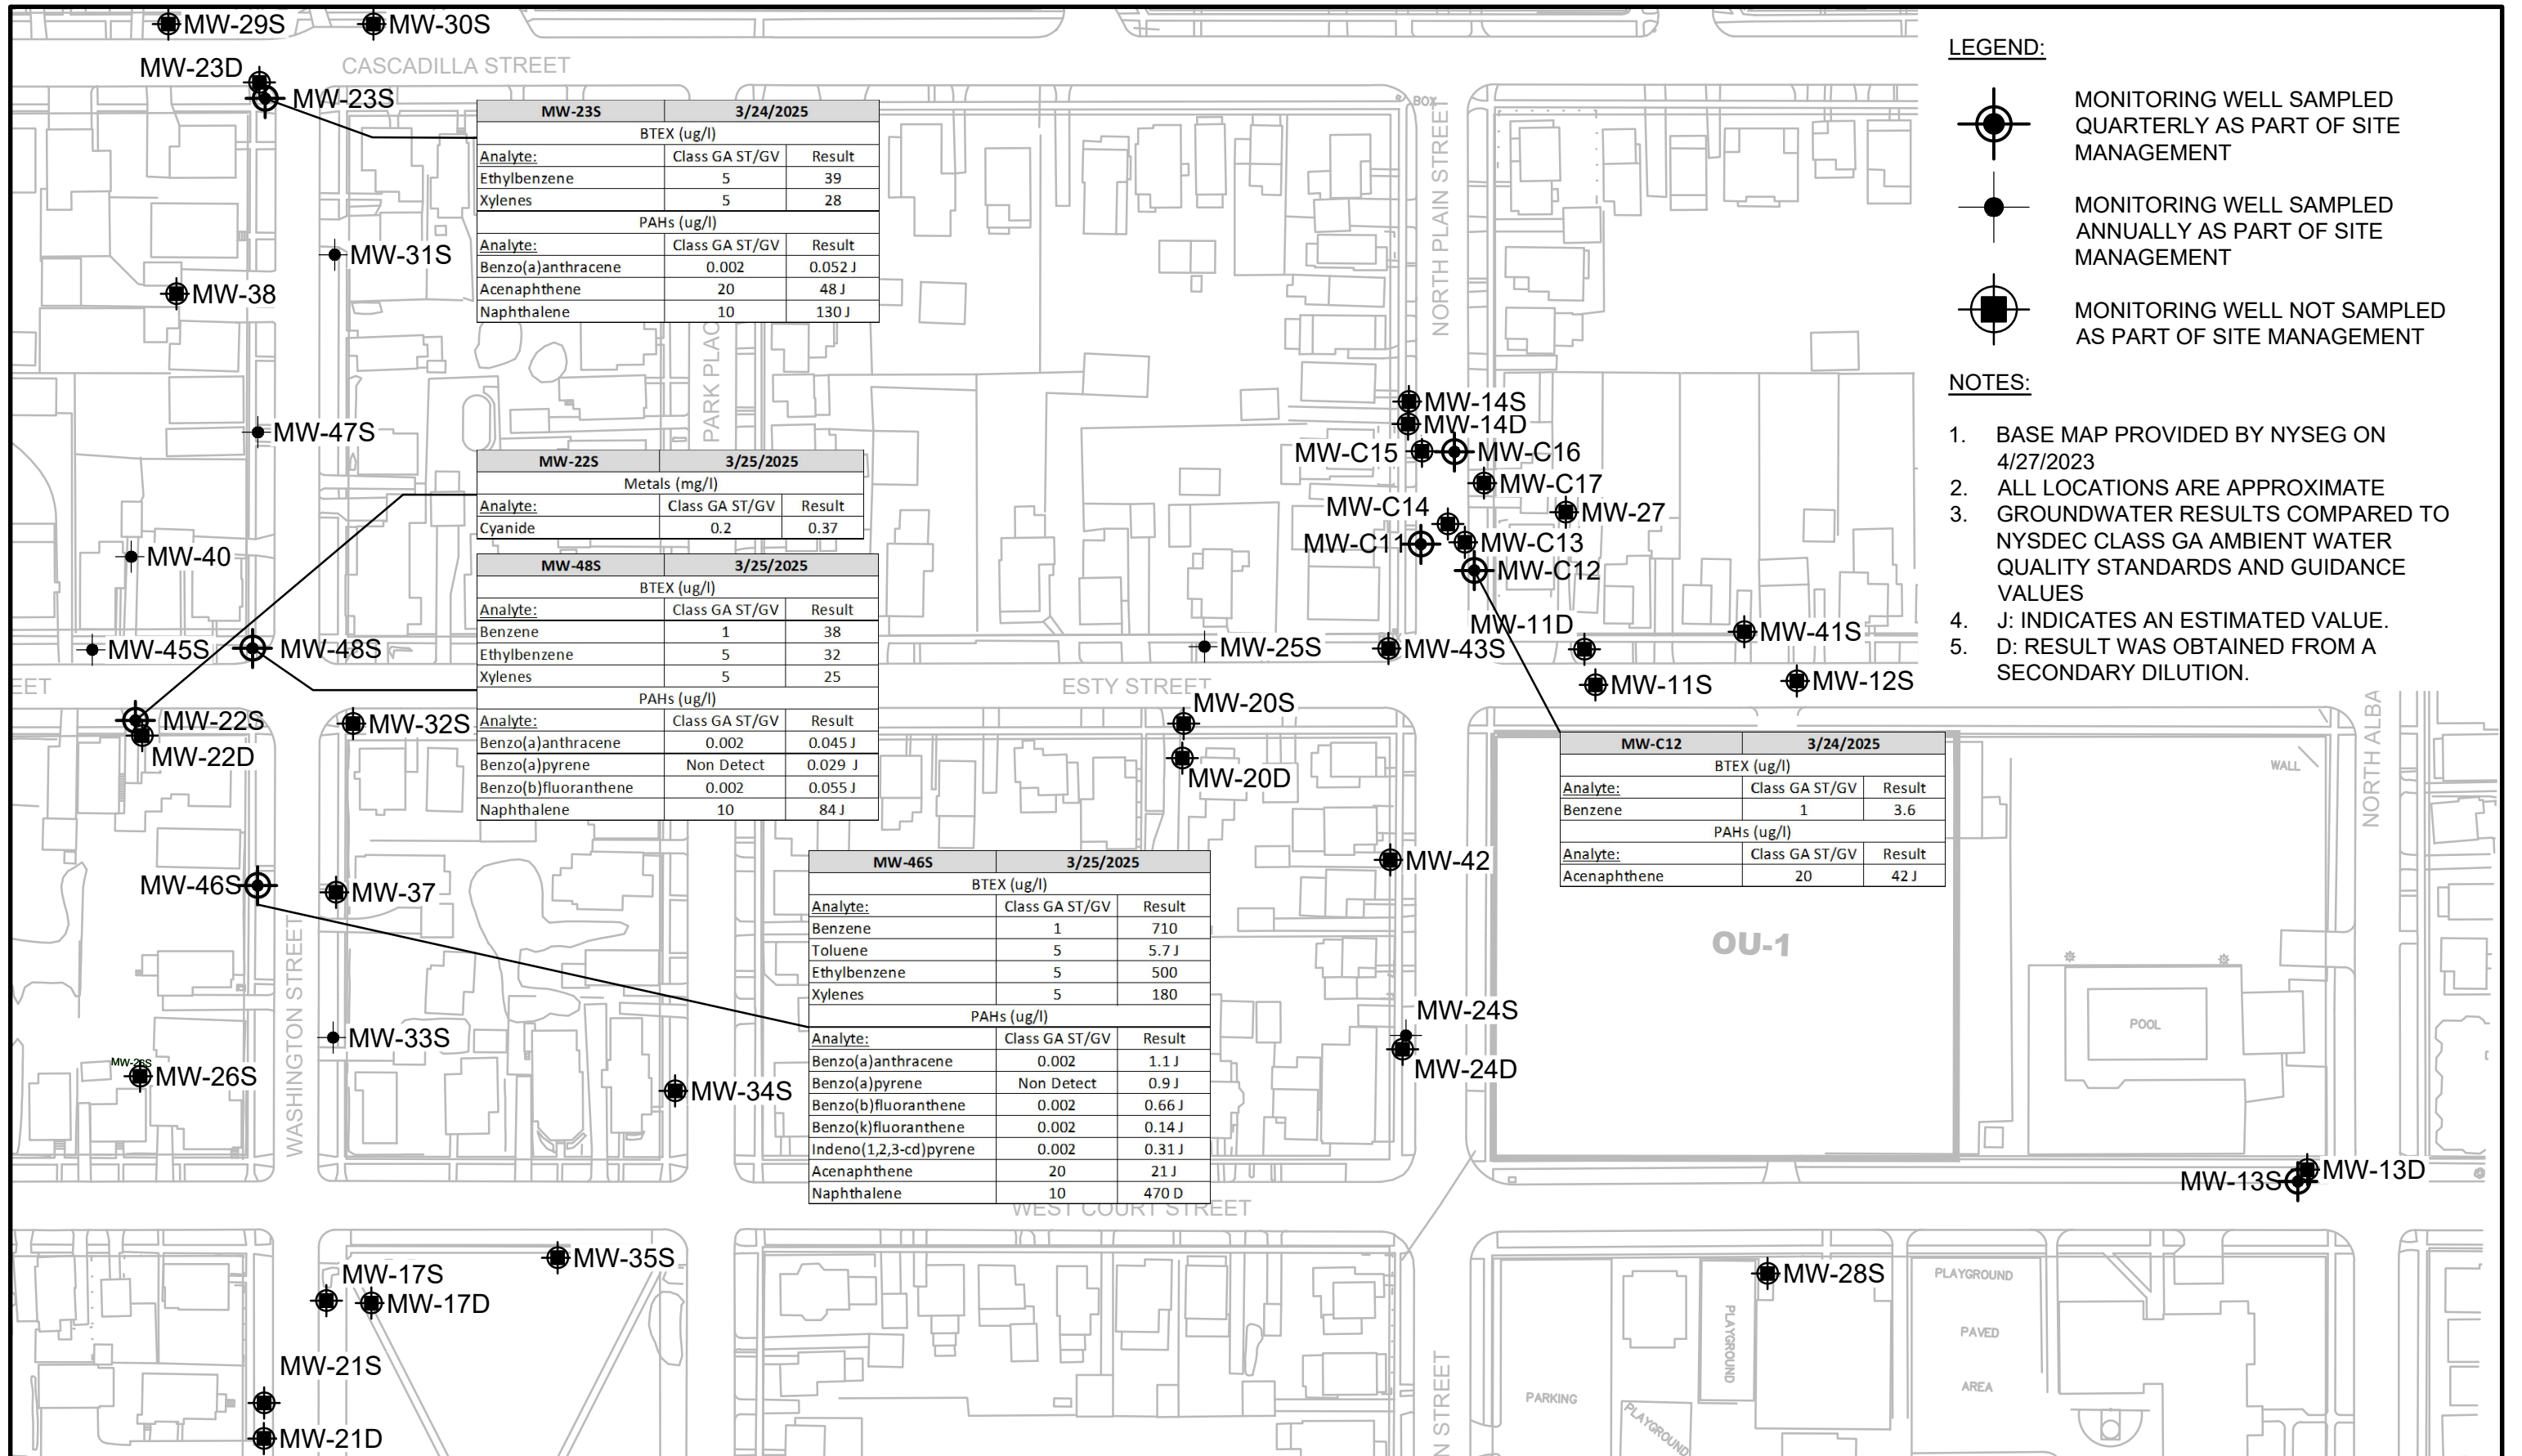 MW-29S
MW-30S
MW-23D
CASCADILLA STREET
MW-23S
MW-23S 3/24/2025
BTEX (ug/l)
Analyte: Class GA ST/GV Result
Ethylbenzene 5 39
Xylenes 5 28
PAHs (ug/l)
Analyte: Class GA ST/GV Result
Benzo(a)anthracene 0.002 0.052 J
Acenaphthene 20 48 J
Naphthalene 10 130 J
BOX
NORTH PLAIN STREET
LEGEND:
MONITORING WELL SAMPLED
QUARTERLY AS PART OF SITE
MANAGEMENT
MONITORING WELL SAMPLED
ANNUALLY AS PART OF SITE
MANAGEMENT
MONITORING WELL NOT SAMPLED
AS PART OF SITE MANAGEMENT
NOTES:
1. BASE MAP PROVIDED BY NYSEG ON
4/27/2023
2. ALL LOCATIONS ARE APPROXIMATE
3. GROUNDWATER RESULTS COMPARED TO
NYSDEC CLASS GA AMBIENT WATER
QUALITY STANDARDS AND GUIDANCE
VALUES
4. J: INDICATES AN ESTIMATED VALUE.
5. D: RESULT WAS OBTAINED FROM A
SECONDARY DILUTION.
MW-31S
MW-38
PARK PLAC
MW-47S
MW-14S
MW-14D
MW-C15
MW-C16
MW-C17
MW-C14
MW-27
MW-C11
MW-C13
MW-C12
MW-22S 3/25/2025
Metals (mg/l)
Analyte: Class GA ST/GV Result
Cyanide 0.2 0.37
MW-40
MW-48S 3/25/2025
BTEX (ug/l)
Analyte: Class GA ST/GV Result
Benzene 1 38
Ethylbenzene 5 32
Xylenes 5 25
PAHs (ug/l)
Analyte: Class GA ST/GV Result
Benzo(a)anthracene 0.002 0.045 J
Benzo(a)pyrene Non Detect 0.029 J
Benzo(b)fluoranthene 0.002 0.055 J
Naphthalene 10 84 J
MW-45S
MW-48S
MW-25S
MW-43S
MW-11D
MW-41S
MW-11S
MW-12S
EET
ESTY STREET
MW-22S
MW-22D
MW-32S
MW-20S
MW-20D
NORTH ALBA
WALL
MW-C12 3/24/2025
BTEX (ug/l)
Analyte: Class GA ST/GV Result
Benzene 1 3.6
PAHs (ug/l)
Analyte: Class GA ST/GV Result
Acenaphthene 20 42 J
MW-46S
MW-37
MW-42
MW-46S 3/25/2025
BTEX (ug/l)
Analyte: Class GA ST/GV Result
Benzene 1 710
Toluene 5 5.7 J
Ethylbenzene 5 500
Xylenes 5 180
PAHs (ug/l)
Analyte: Class GA ST/GV Result
Benzo(a)anthracene 0.002 1.1 J
Benzo(a)pyrene Non Detect 0.9 J
Benzo(b)fluoranthene 0.002 0.66 J
Benzo(k)fluoranthene 0.002 0.14 J
Indeno(1,2,3-cd)pyrene 0.002 0.31 J
Acenaphthene 20 21 J
Naphthalene 10 470 D
OU-1
POOL
WASHINGTON STREET
MW-33S
MW-26S
MW-26S
MW-34S
MW-24S
MW-24D
MW-13S
MW-13D
WEST COURT STREET
MW-35S
MW-17S
MW-17D
MW-28S
PLAYGROUND
PLAYGROUND
PAVED
AREA
PARKING
PLAYGROUND
MW-21S
MW-21D
N STREET